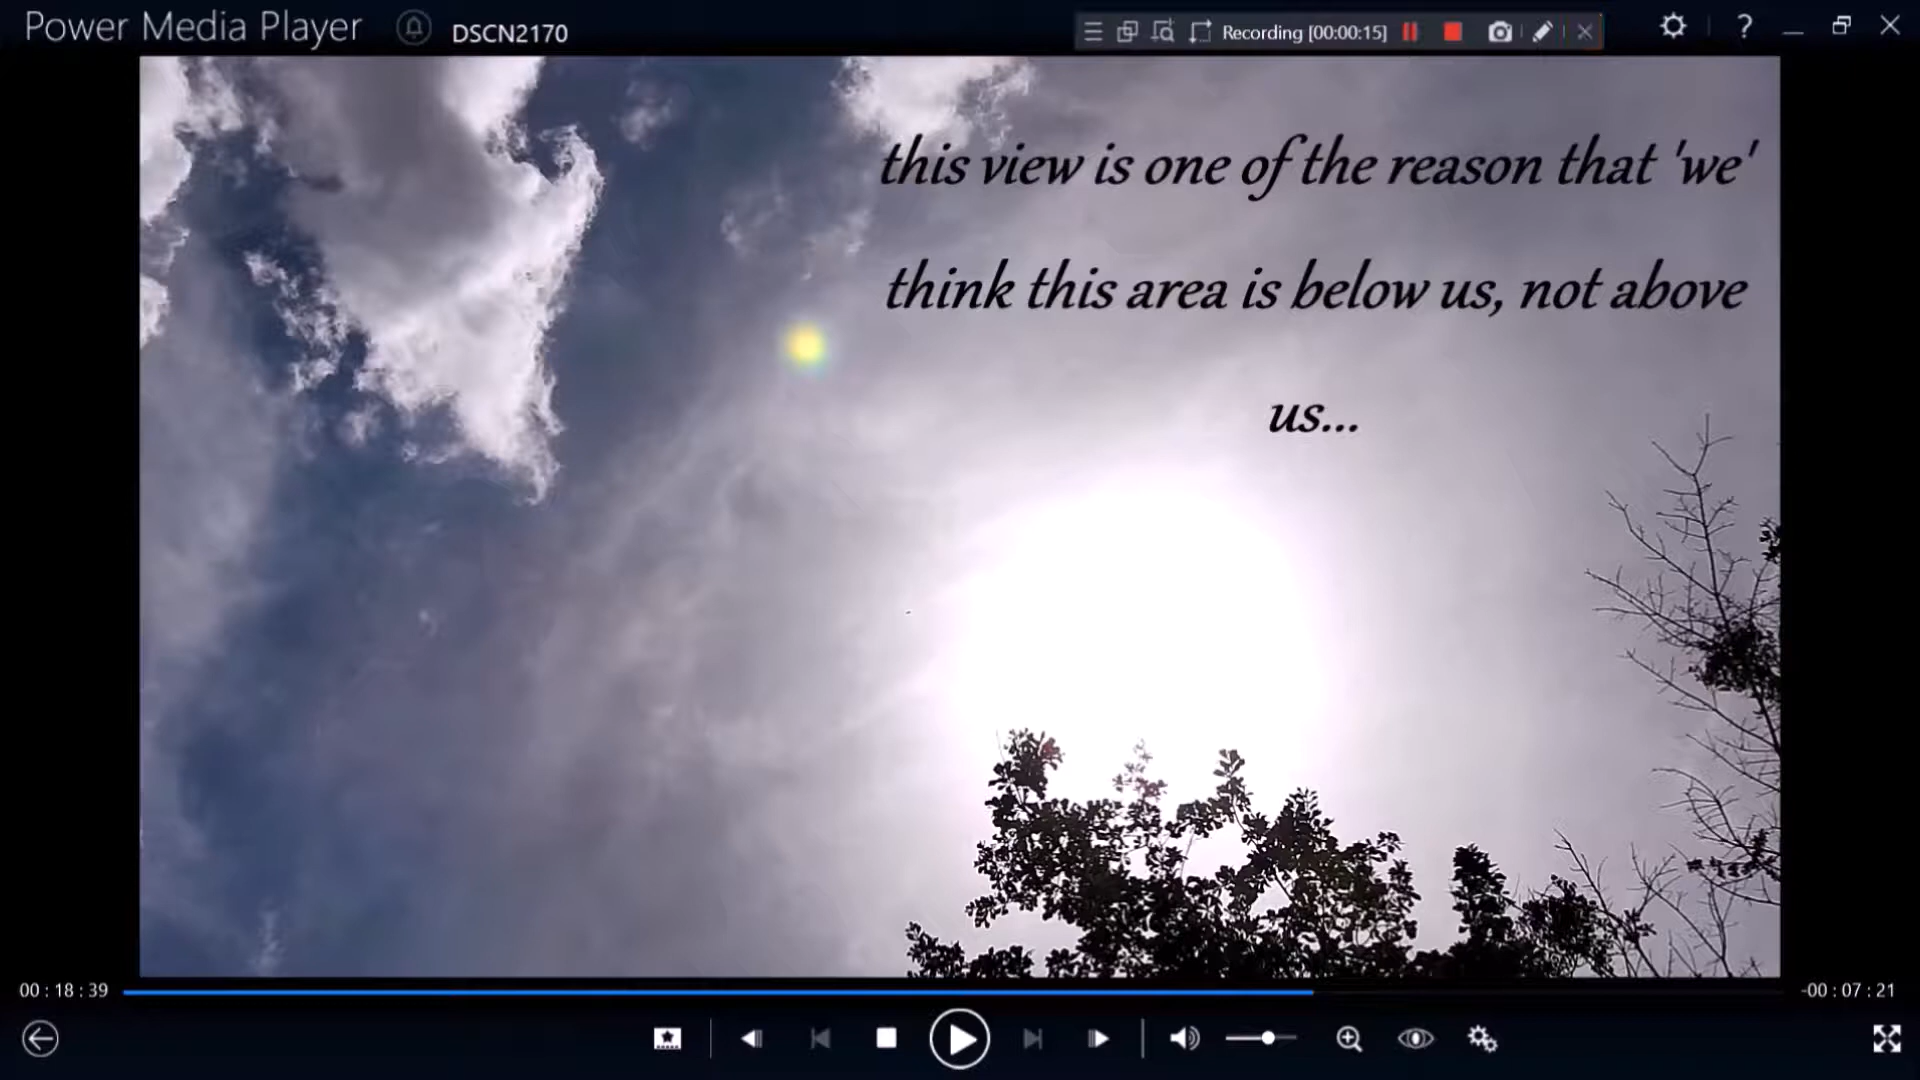 Power Media Player
DSCN2170
Recording [00:00:15]
?
this view is one of the reason that 'we'
think this area is below us, not above
us...
00 : 18 : 39
-00 : 07 : 21